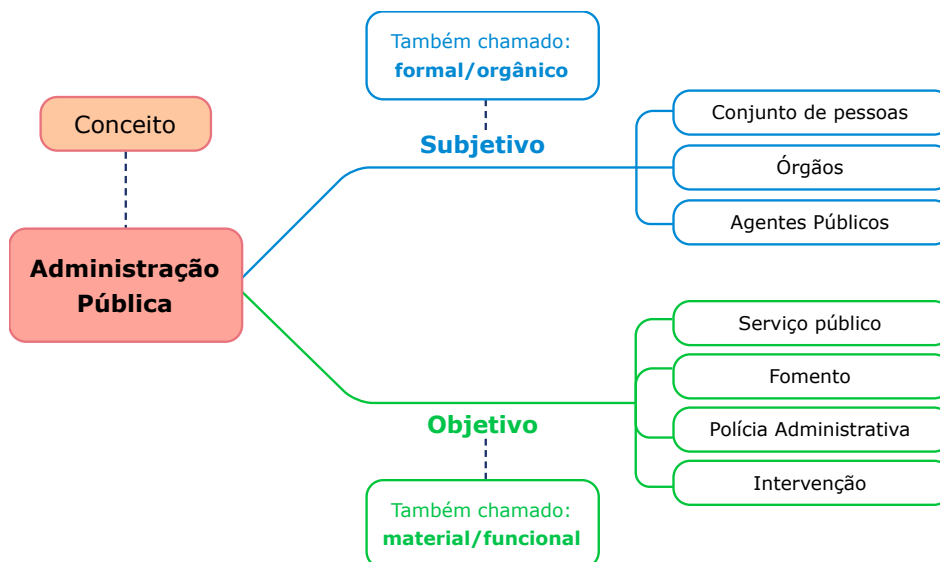 Conceito
Administração
Pública
Também chamado:
formal/orgânico
Subjetivo
Conjunto de pessoas
Órgãos
Agentes Públicos
Objetivo
Também chamado:
material/funcional
Serviço público
Fomento
Polícia Administrativa
Intervenção